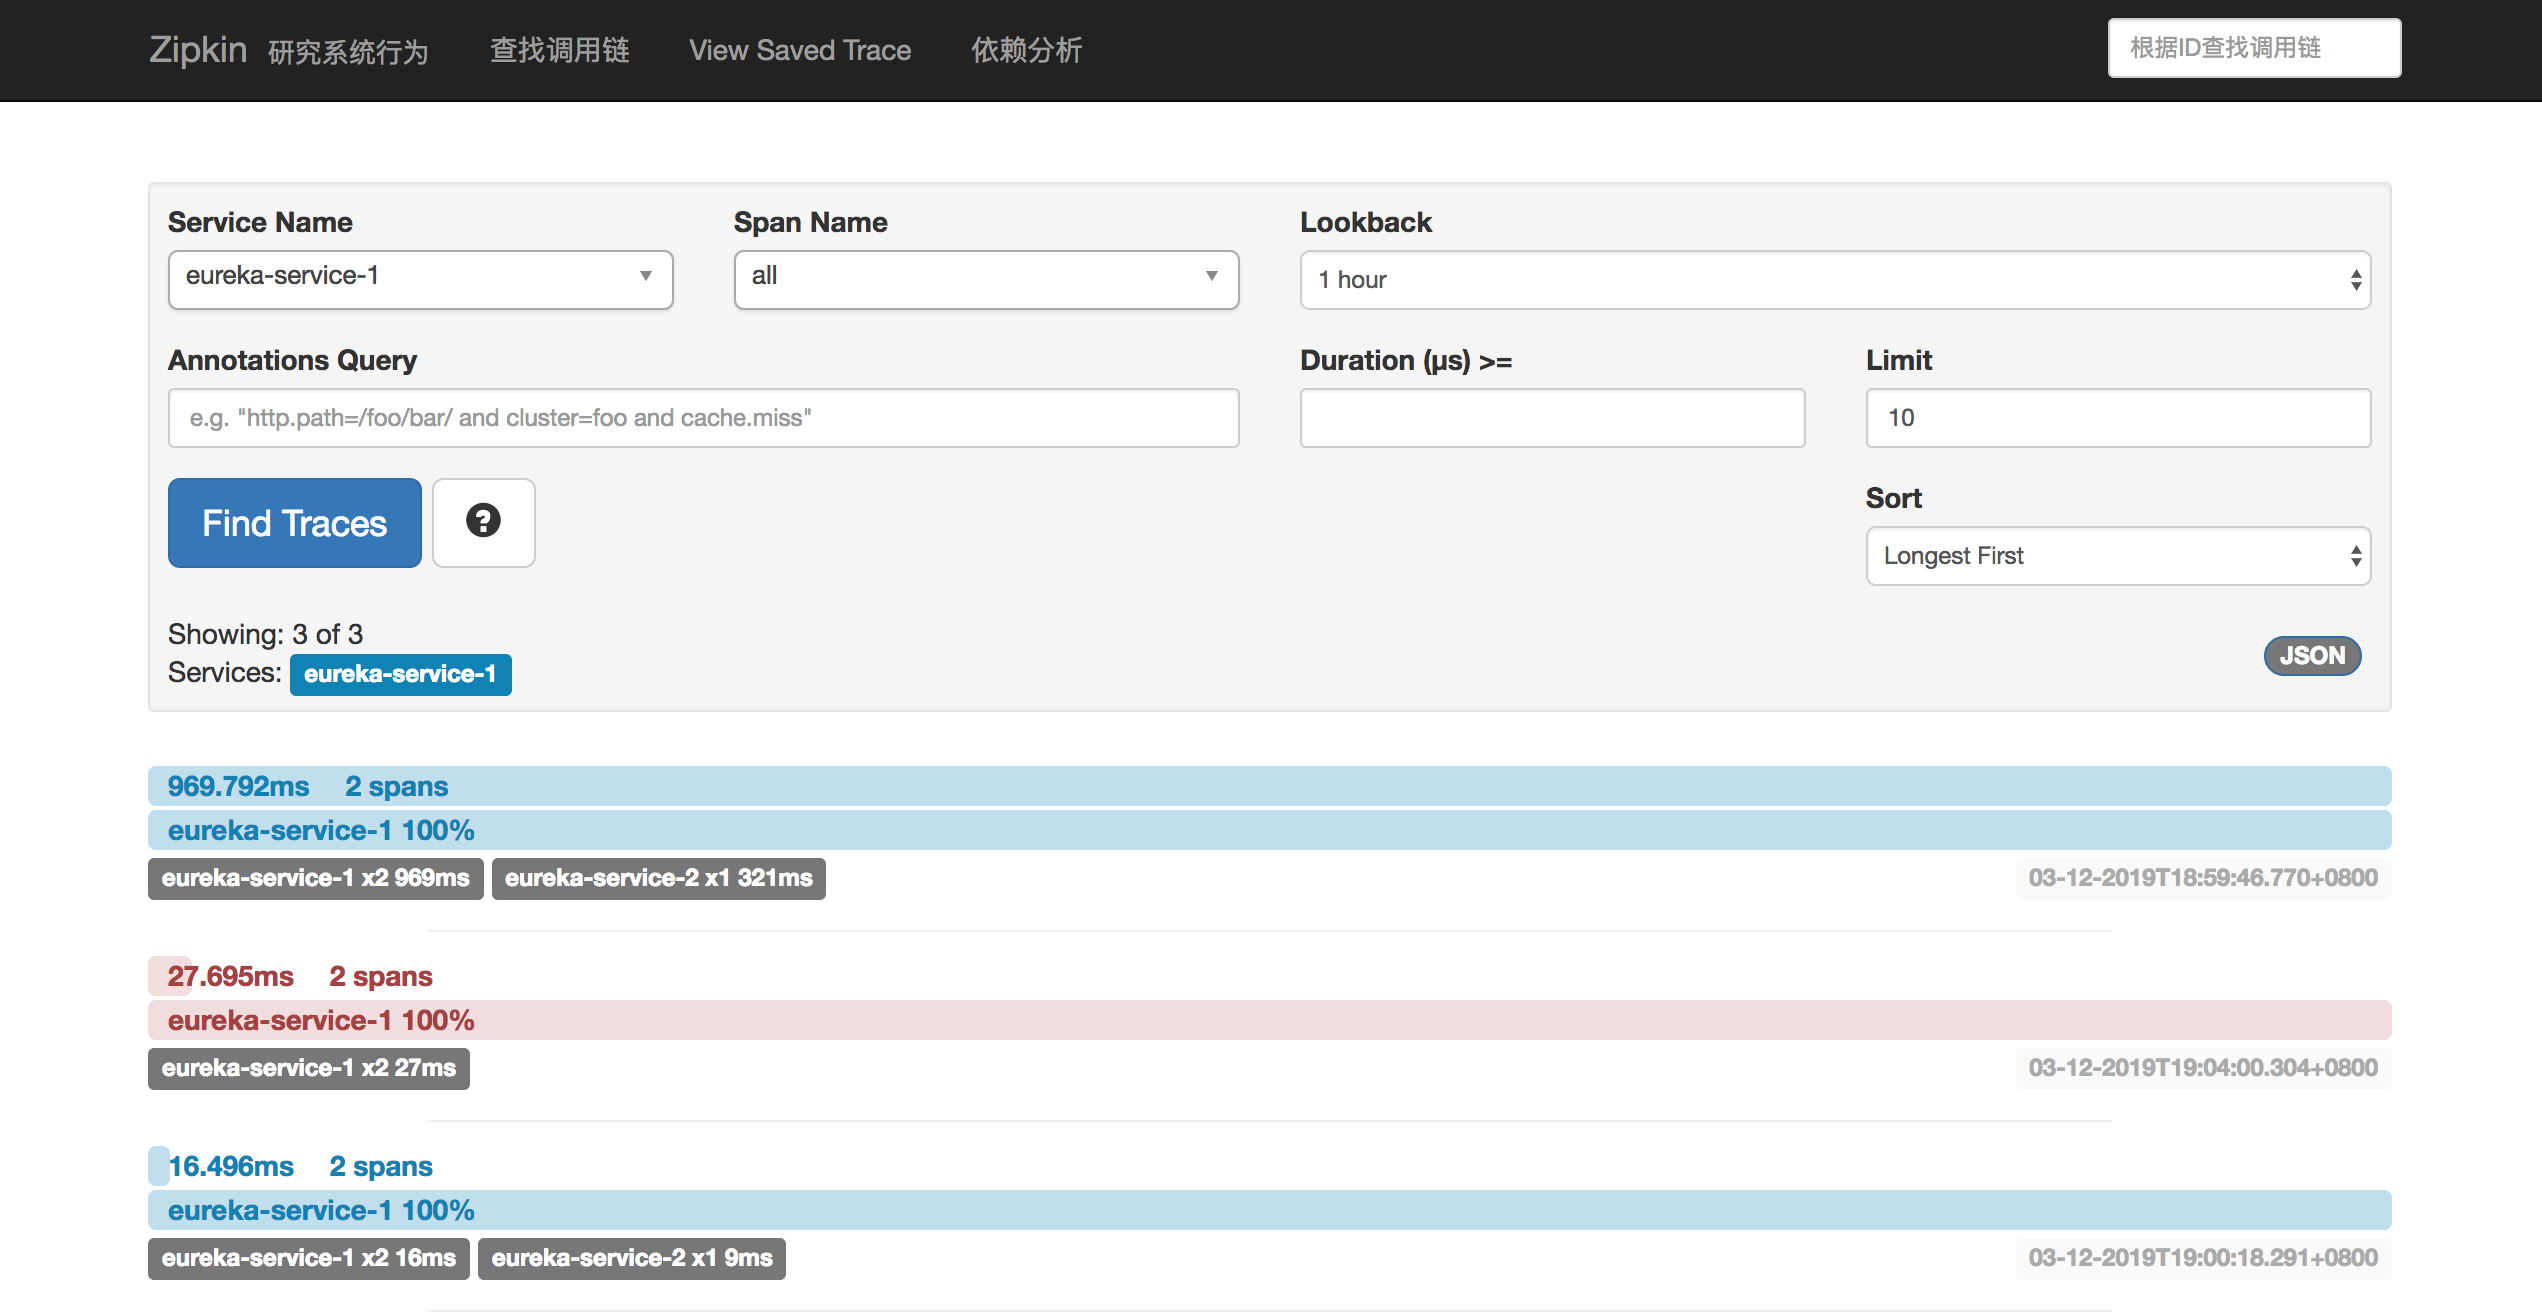 Zipkin 研究系统行为 查找调用链 View Saved Trace 依赖分析 根据ID查找调用链
Service Name Span Name Lookback
eureka-service-1 all 1 hour
Annotations Query Duration (μs) >= Limit
e.g. "http.path=/foo/bar/ and cluster=foo and cache.miss" 10
Find Traces ? Sort
Longest First
Showing: 3 of 3
Services: eureka-service-1 JSON
969.792ms 2 spans
eureka-service-1 100%
eureka-service-1 x2 969ms eureka-service-2 x1 321ms 03-12-2019T18:59:46.770+0800
27.695ms 2 spans
eureka-service-1 100%
eureka-service-1 x2 27ms 03-12-2019T19:04:00.304+0800
16.496ms 2 spans
eureka-service-1 100%
eureka-service-1 x2 16ms eureka-service-2 x1 9ms 03-12-2019T19:00:18.291+0800